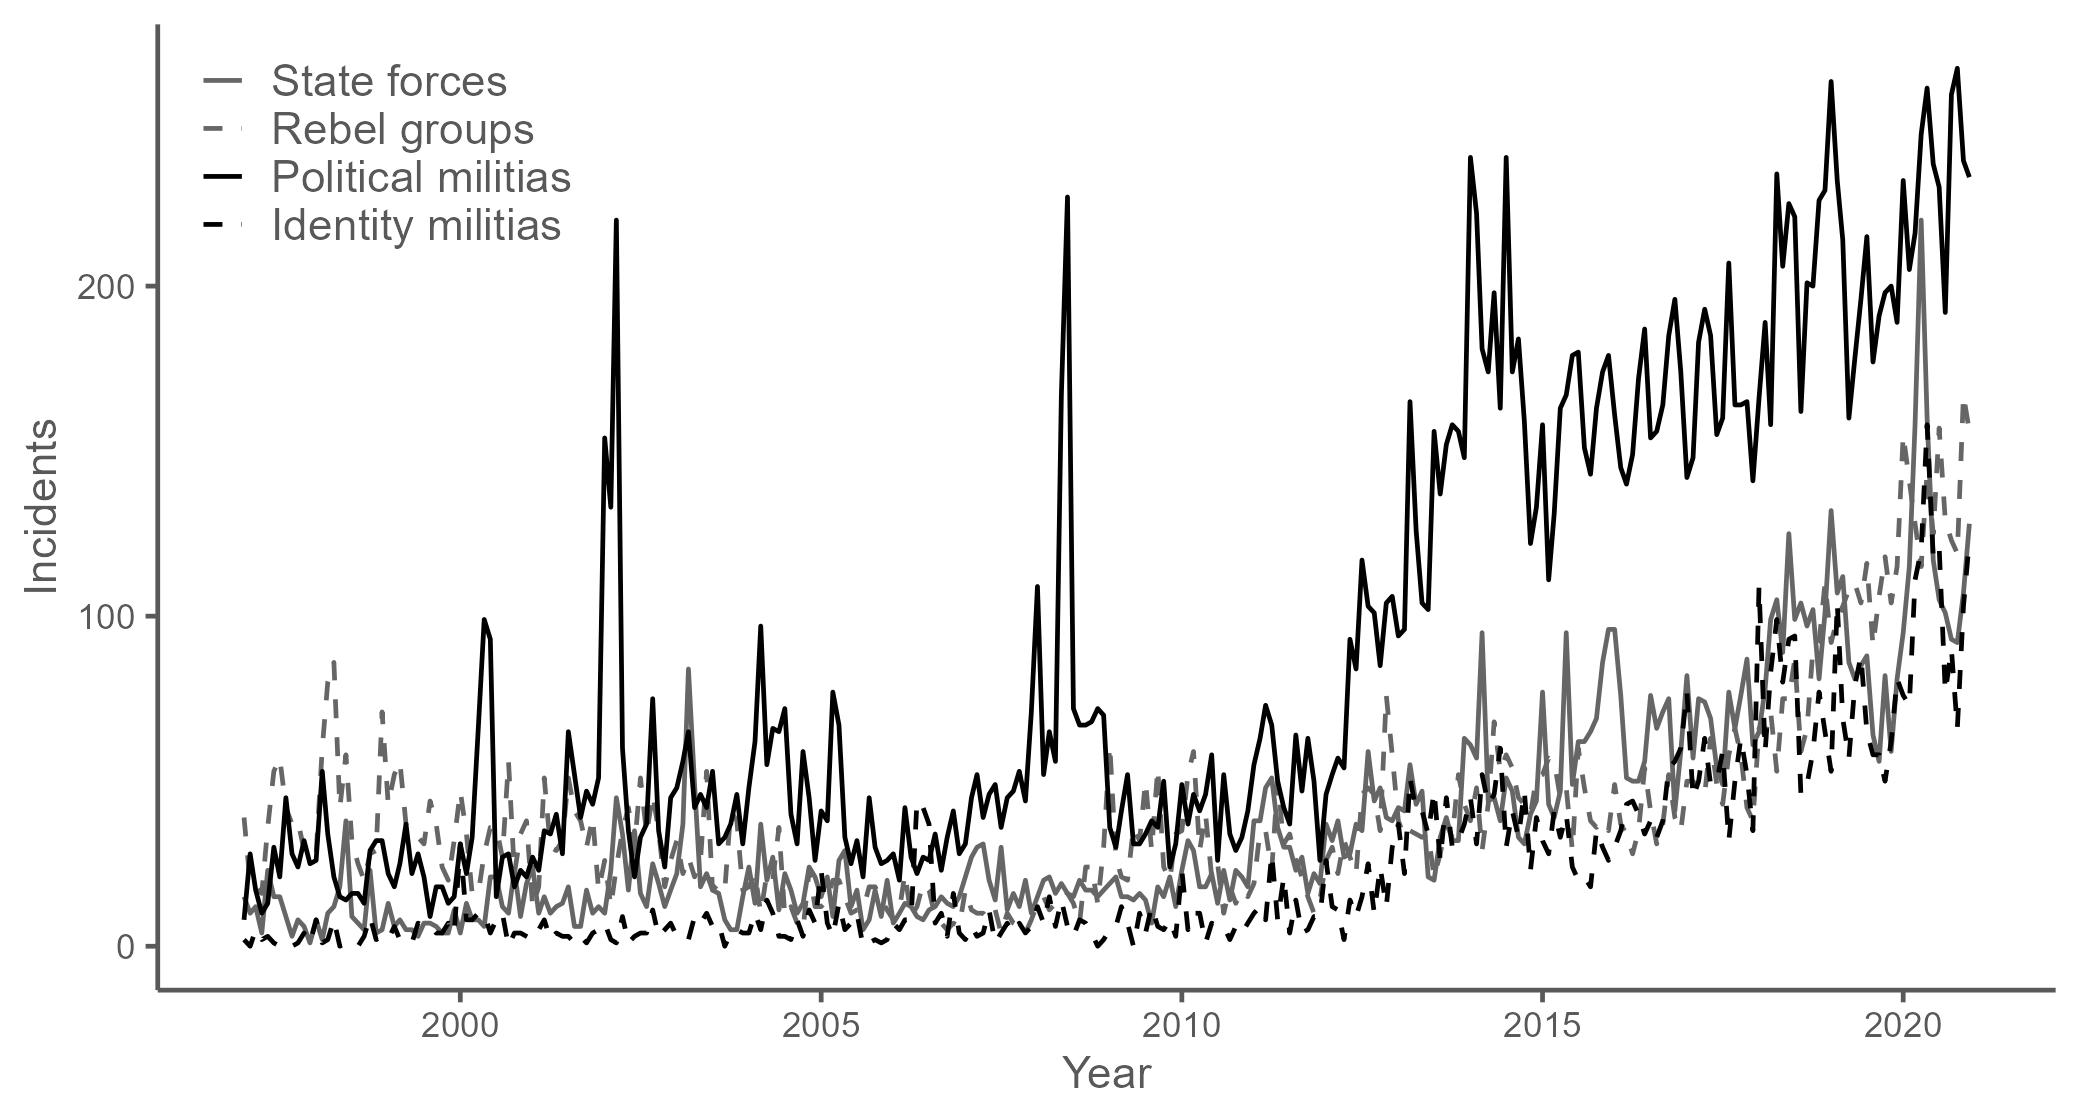 State forces
Rebel groups
Political militias
Identity militias
200
100
0
Incidents
2000
2005
2010
2015
2020
Year